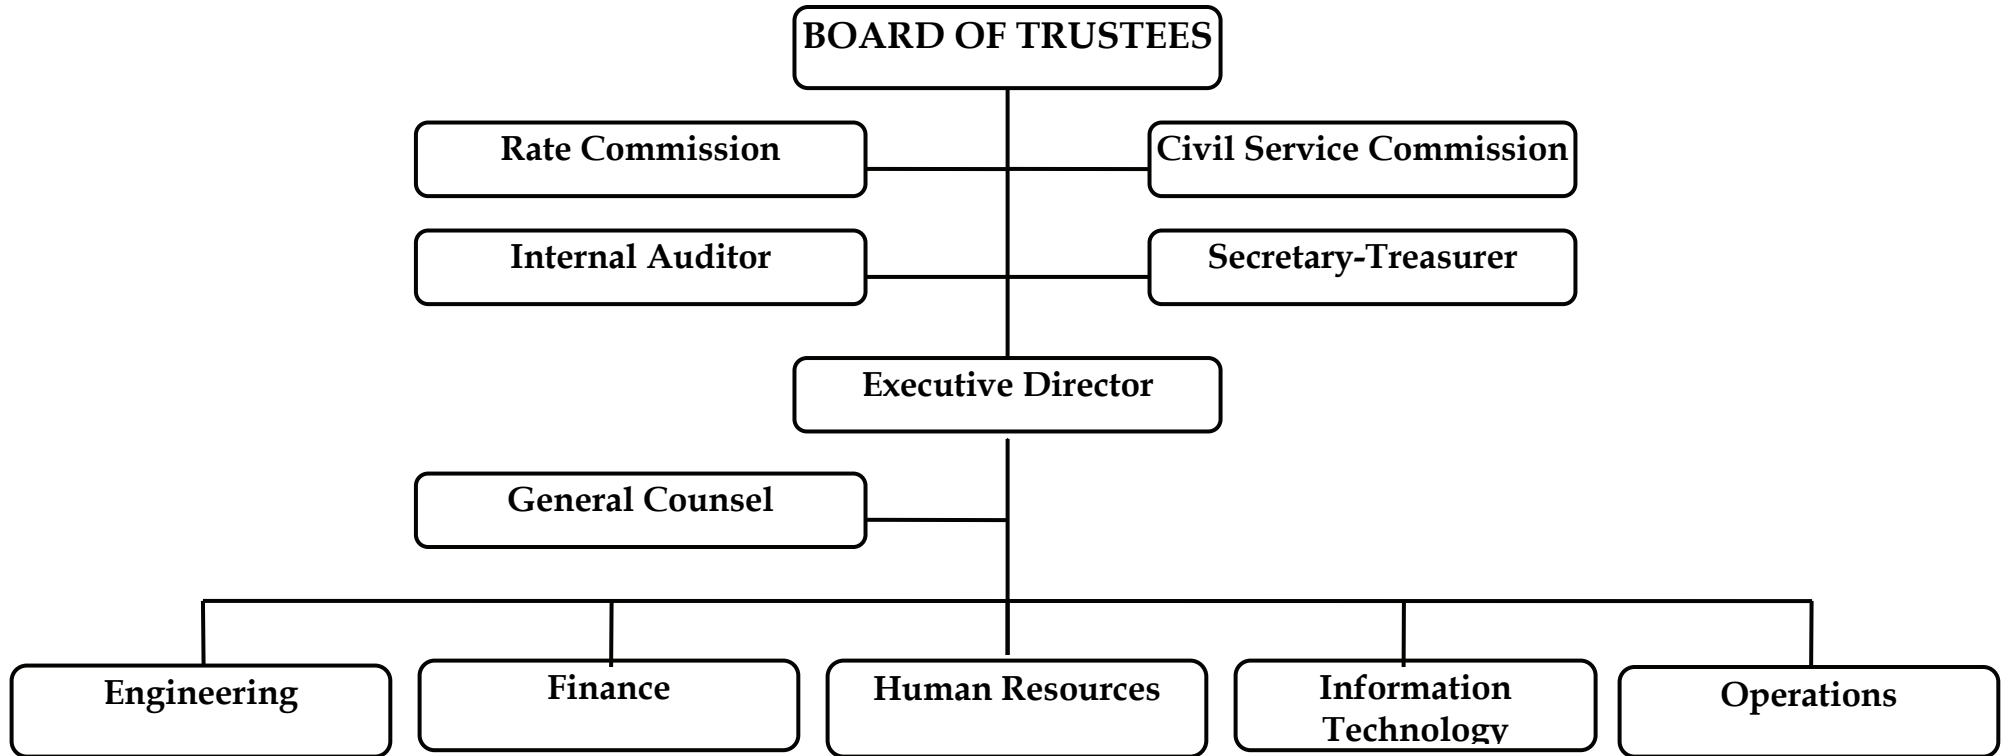 BOARD OF TRUSTEES
Rate Commission
Civil Service Commission
Internal Auditor
Secretary-Treasurer
Executive Director
General Counsel
Engineering
Finance
Human Resources
Information
Technology
Operations